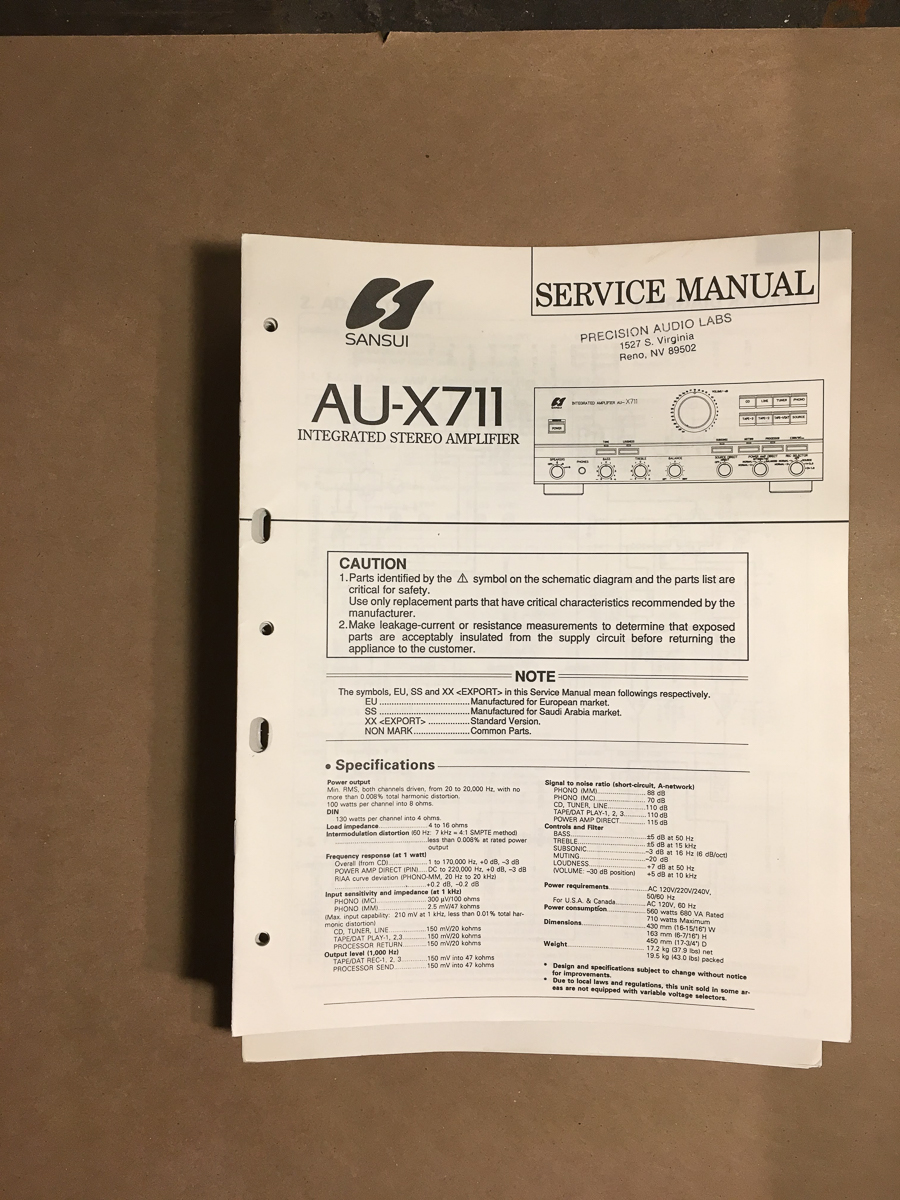 SANSUI
SERVICE MANUAL
PRECISION AUDIO LABS
1527 S. Virginia
Reno, NV 89502
AU-X711
INTEGRATED STEREO AMPLIFIER
SANSUI
INTEGRATED AMPLIFIER AU-X711
POWER
CD LINE TUNER PHONO
SOURCE
SPEAKERS
PHONES
BASS
TREBLE
BALANCE
CAUTION
1.Parts identified by the ⚠ symbol on the schematic diagram and the parts list are
critical for safety.
Use only replacement parts that have critical characteristics recommended by the
manufacturer.
2.Make leakage-current or resistance measurements to determine that exposed
parts are acceptably insulated from the supply circuit before returning the
appliance to the customer.
NOTE
The symbols, EU, SS and XX <EXPORT> in this Service Manual mean followings respectively.
EU ..................................Manufactured for European market.
SS ..................................Manufactured for Saudi Arabia market.
XX <EXPORT> ................Standard Version.
NON MARK.....................Common Parts.
• Specifications
Power output
Min. RMS, both channels driven, from 20 to 20,000 Hz, with no
more than 0.008% total harmonic distortion.
100 watts per channel into 8 ohms.
DIN
130 watts per channel into 4 ohms.
Load impedance................4 to 16 ohms
Intermodulation distortion (60 Hz: 7 kHz = 4:1 SMPTE method)
................................less than 0.008% at rated power
output
Frequency response (at 1 watt)
Overall (from CD)............1 to 170,000 Hz, +0 dB, -3 dB
POWER AMP DIRECT (PIN)....DC to 220,000 Hz, +0 dB, -3 dB
RIAA curve deviation (PHONO-MM, 20 Hz to 20 kHz)
................................+0.2 dB, -0.2 dB
Input sensitivity and impedance (at 1 kHz)
PHONO (MC)................300 µV/100 ohms
PHONO (MM)................2.5 mV/47 kohms
(Max. input capability: 210 mV at 1 kHz, less than 0.01% total har-
monic distortion)
CD, TUNER, LINE............150 mV/20 kohms
TAPE/DAT PLAY-1, 2,3........150 mV/20 kohms
PROCESSOR RETURN........150 mV/20 kohms
Output level (1,000 Hz)
TAPE/DAT REC-1, 2, 3........150 mV into 47 kohms
PROCESSOR SEND............150 mV into 47 kohms
Signal to noise ratio (short-circuit, A-network)
PHONO (MM)................88 dB
PHONO (MC)................70 dB
CD, TUNER, LINE............110 dB
TAPE/DAT PLAY-1, 2, 3........110 dB
POWER AMP DIRECT............115 dB
Controls and Filter
BASS........................±5 dB at 50 Hz
TREBLE......................±5 dB at 15 kHz
SUBSONIC....................-3 dB at 16 Hz (6 dB/oct)
MUTING......................-20 dB
LOUDNESS....................+7 dB at 50 Hz
(VOLUME: -30 dB position) +5 dB at 10 kHz
Power requirements............AC 120V/220V/240V,
50/60 Hz
For U.S.A. & Canada..........AC 120V, 60 Hz
Power consumption............560 watts 680 VA Rated
710 watts Maximum
Dimensions....................430 mm (16-15/16") W
163 mm (6-7/16") H
450 mm (17-3/4") D
Weight........................17.2 kg (37.9 lbs) net
19.5 kg (43.0 lbs) packed
* Design and specifications subject to change without notice
for improvements.
* Due to local laws and regulations, this unit sold in some ar-
eas are not equipped with variable voltage selectors.